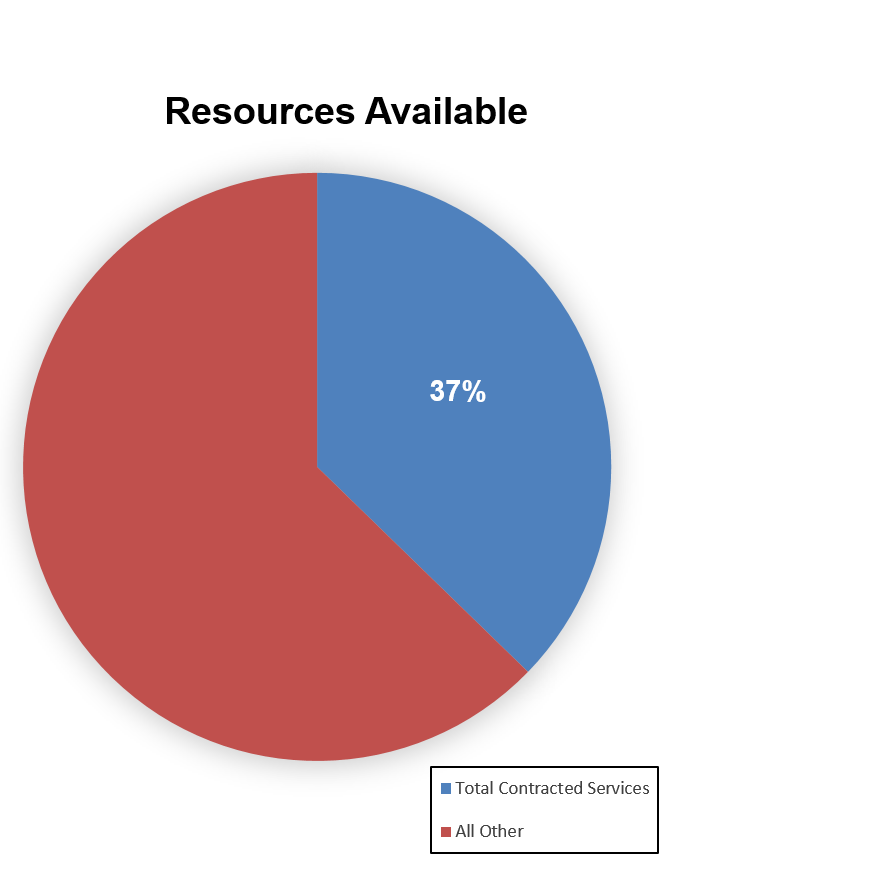 Resources Available
37%
Total Contracted Services
All Other